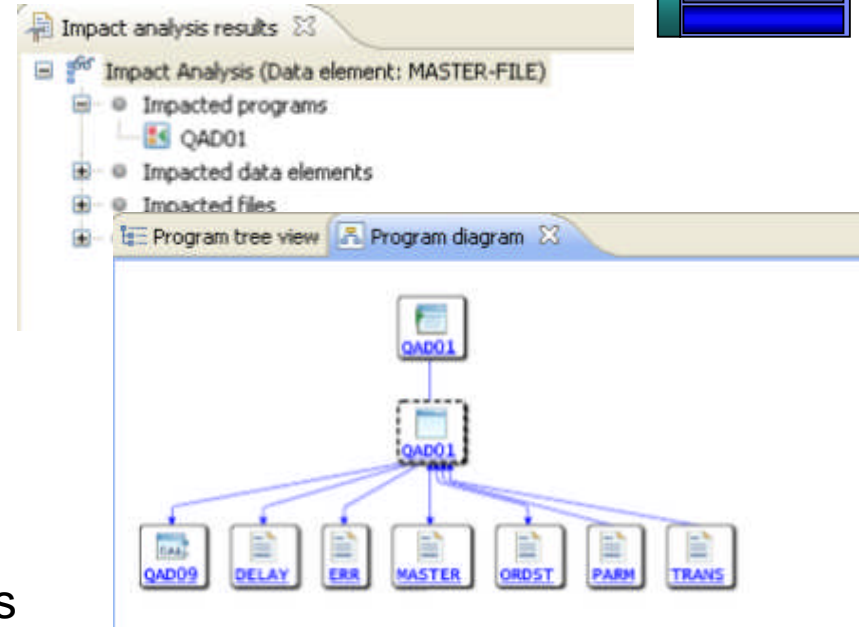 Impact analysis results
Impact Analysis (Data element: MASTER-FILE)
Impacted programs
QAD01
Impacted data elements
Impacted files
Program tree view Program diagram
QAD01
QAD01
QAD09 DELAY ERR MASTER ORDST PARM TRANS
s